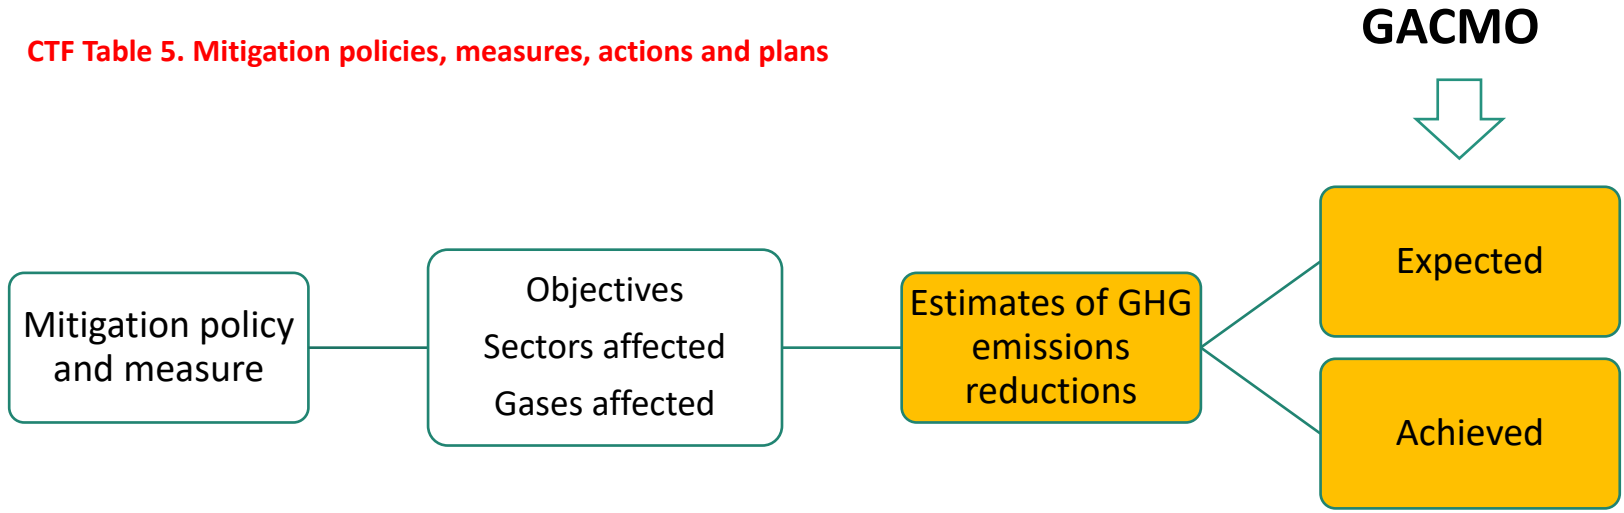 CTF Table 5. Mitigation policies, measures, actions and plans
GACMO
Mitigation policy
and measure
Objectives
Sectors affected
Gases affected
Estimates of GHG
emissions
reductions
Expected
Achieved